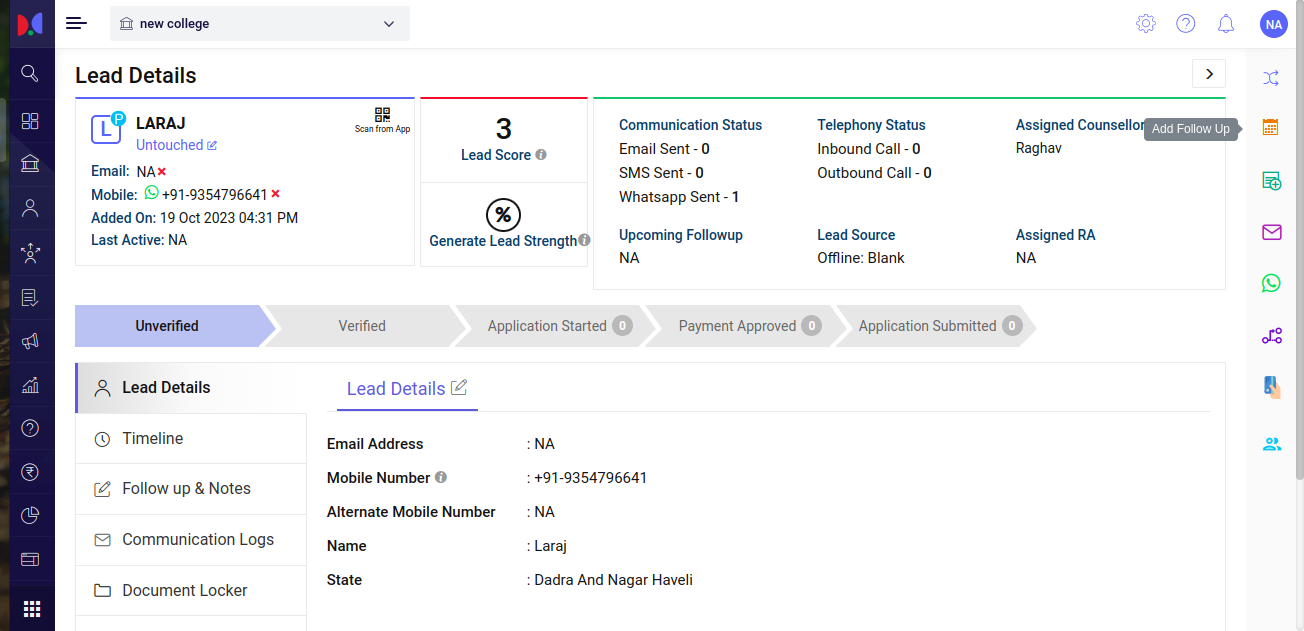 new college
NA
Lead Details
L
P
LARAJ
Untouched
Scan from App
Email: NA
Mobile: +91-9354796641
Added On: 19 Oct 2023 04:31 PM
Last Active: NA
3
Lead Score
%
Generate Lead Strength
Communication Status
Email Sent - 0
SMS Sent - 0
Whatsapp Sent - 1
Telephony Status
Inbound Call - 0
Outbound Call - 0
Assigned Counsellor
Raghav
Add Follow Up
Upcoming Followup
NA
Lead Source
Offline: Blank
Assigned RA
NA
Unverified
Verified
Application Started 0
Payment Approved 0
Application Submitted 0
Lead Details
Timeline
Follow up & Notes
Communication Logs
Document Locker
Lead Details
Email Address : NA
Mobile Number : +91-9354796641
Alternate Mobile Number : NA
Name : Laraj
State : Dadra And Nagar Haveli